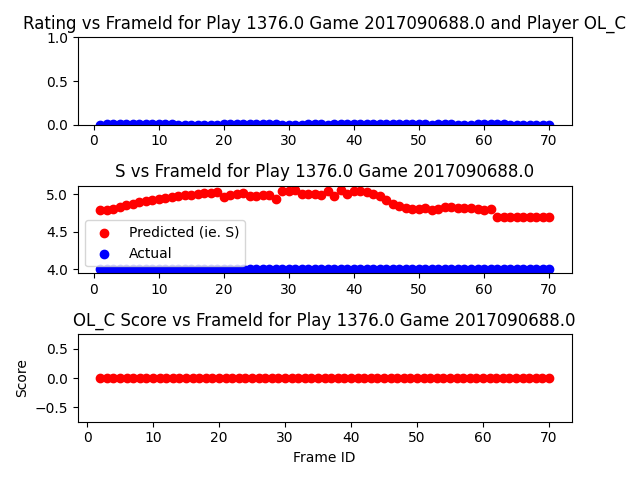 Rating vs FrameId for Play 1376.0 Game 2017090688.0 and Player OL_C
1.0
0.5
0.0
0 10 20 30 40 50 60 70
S vs FrameId for Play 1376.0 Game 2017090688.0
5.0
4.5
4.0
Predicted (ie. S)
Actual
0 10 20 30 40 50 60 70
OL_C Score vs FrameId for Play 1376.0 Game 2017090688.0
Score
0.5
0.0
−0.5
0 10 20 30 40 50 60 70
Frame ID